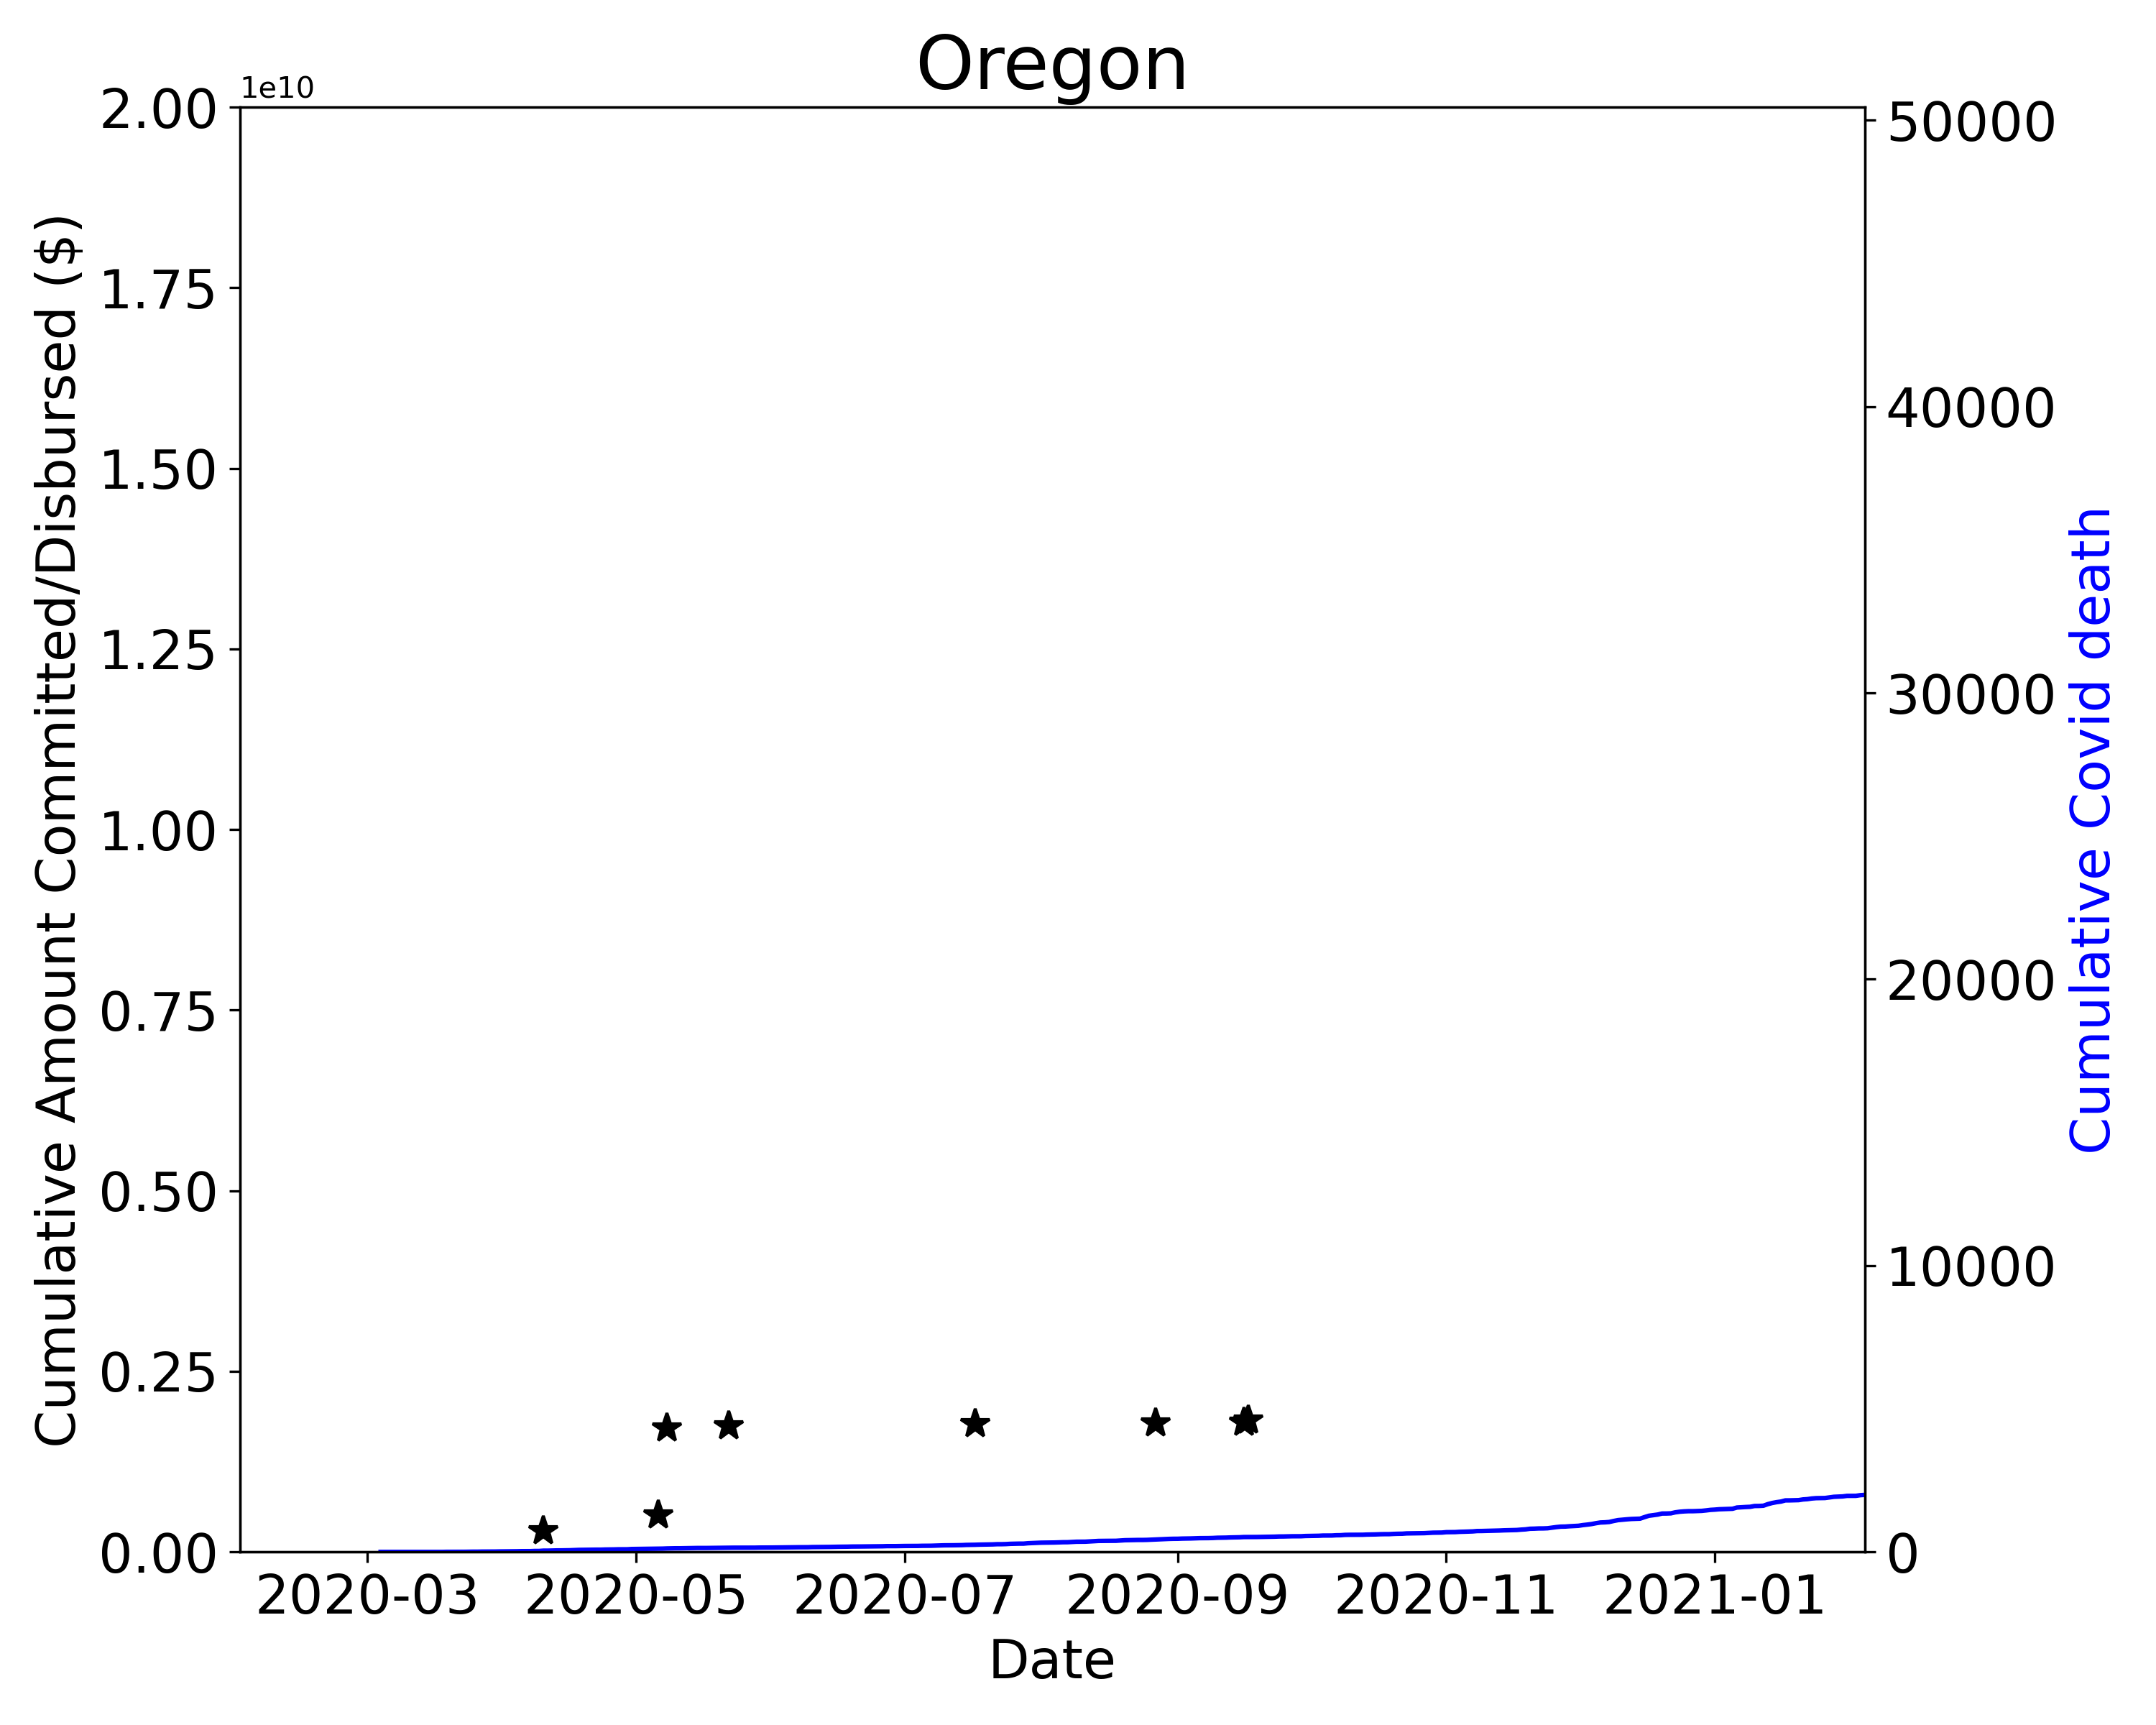 Oregon
1e10
2.00
1.75
1.50
1.25
1.00
0.75
0.50
0.25
0.00
Cumulative Amount Committed/Disbursed ($)
50000
40000
30000
20000
10000
0
Cumulative Covid death
2020-03 2020-05 2020-07 2020-09 2020-11 2021-01
Date